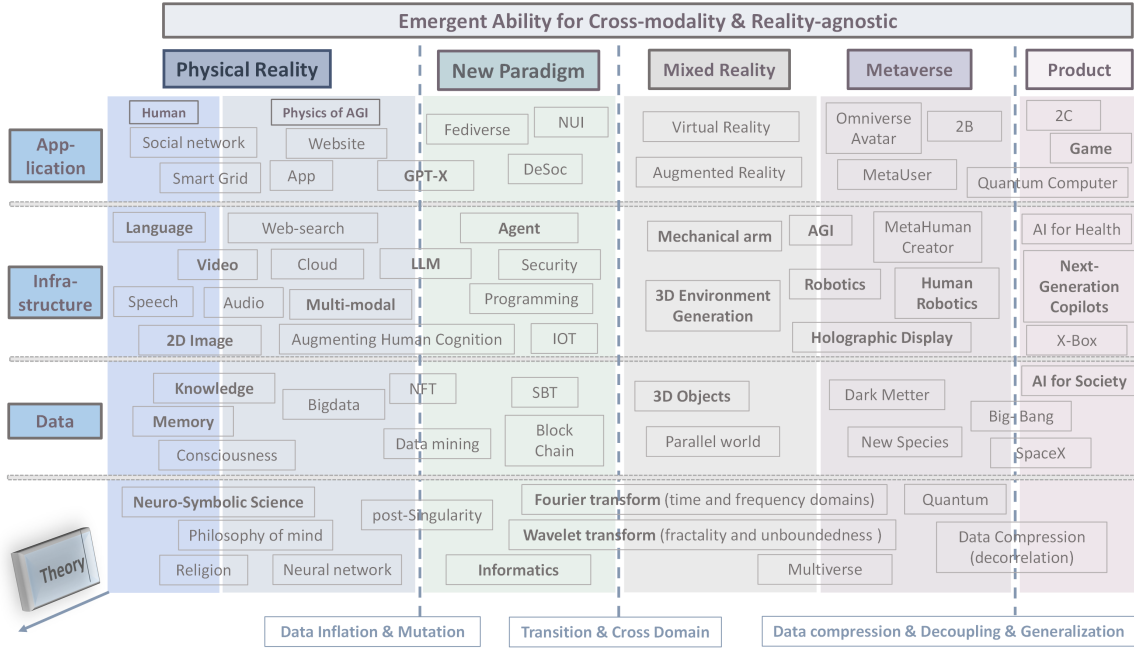 Emergent Ability for Cross-modality & Reality-agnostic
Physical Reality
New Paradigm
Mixed Reality
Metaverse
Product
App-
lication
Human
Physics of AGI
Social network
Website
Smart Grid
App
GPT-X
Fediverse
NUI
DeSoc
Virtual Reality
Augmented Reality
Omniverse
Avatar
2B
MetaUser
2C
Game
Quantum Computer
Infra-
structure
Language
Web-search
Video
Cloud
LLM
Speech
Audio
Multi-modal
2D Image
Augmenting Human Cognition
Agent
Security
Programming
IOT
Mechanical arm
3D Environment
Generation
AGI
MetaHuman
Creator
Robotics
Human
Robotics
Holographic Display
AI for Health
Next-
Generation
Copilots
X-Box
Data
Knowledge
Bigdata
NFT
Memory
Data mining
Consciousness
SBT
Block
Chain
3D Objects
Parallel world
Dark Metter
New Species
AI for Society
Big- Bang
SpaceX
Theory
Neuro-Symbolic Science
post-Singularity
Philosophy of mind
Religion
Neural network
Fourier transform (time and frequency domains)
Wavelet transform (fractality and unboundedness )
Informatics
Multiverse
Quantum
Data Compression
(decorrelation)
Data Inflation & Mutation
Transition & Cross Domain
Data compression & Decoupling & Generalization